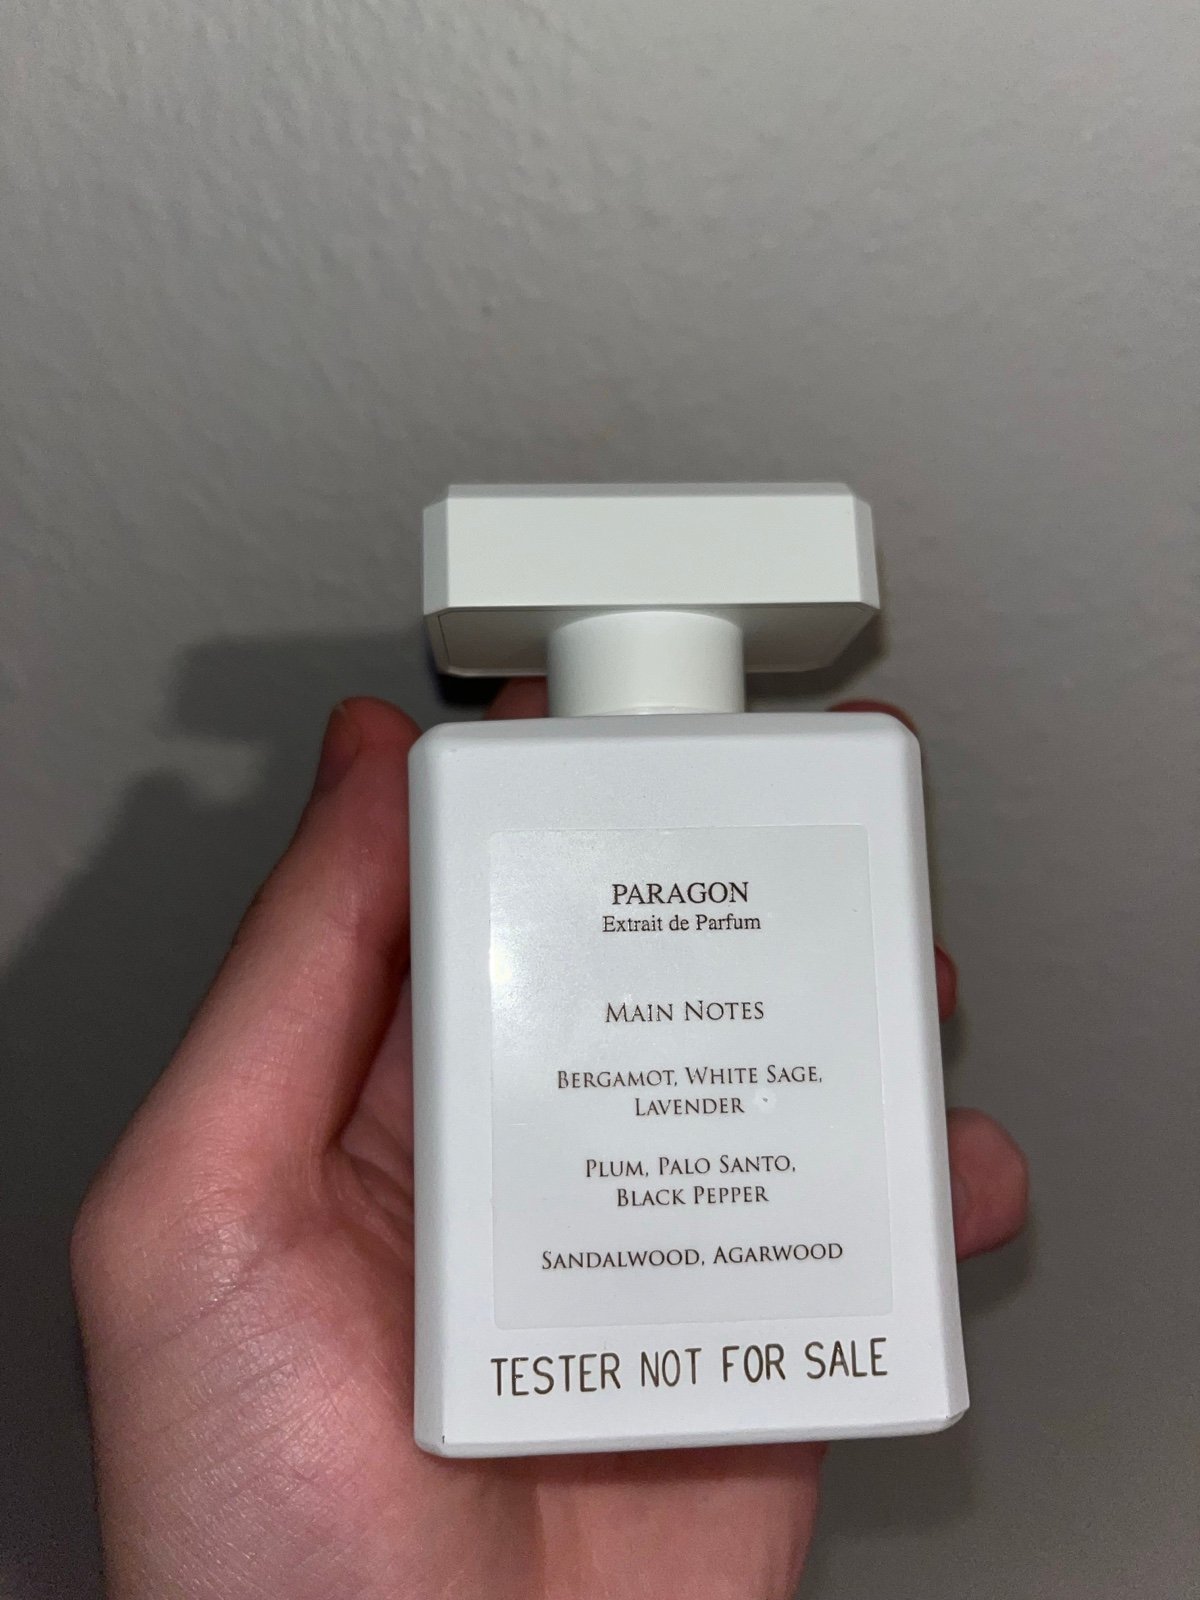 PARAGON
Extrait de Parfum
MAIN NOTES
BERGAMOT, WHITE SAGE,
LAVENDER
PLUM, PALO SANTO,
BLACK PEPPER
SANDALWOOD, AGARWOOD
TESTER NOT FOR SALE